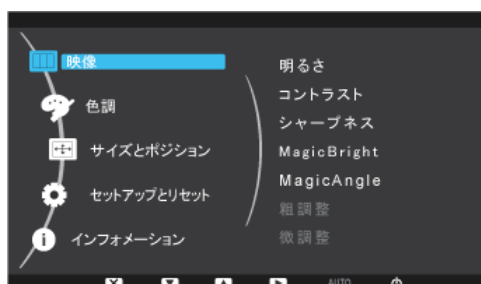 映像
色調
サイズとポジション
セットアップとリセット
インフォメーション
明るさ
コントラスト
シャープネス
MagicBright
MagicAngle
粗調整
微調整
AUTO